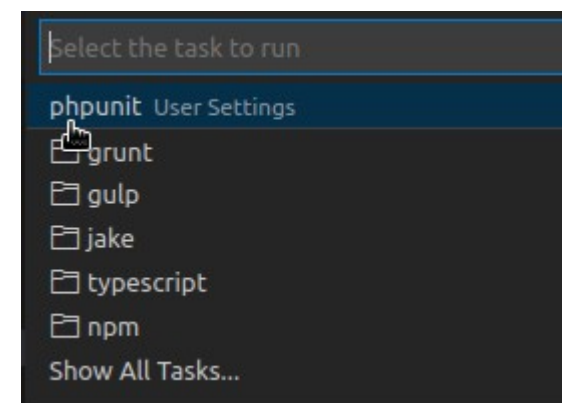 Select the task to run
phpunit User Settings
grunt
gulp
jake
typescript
npm
Show All Tasks...